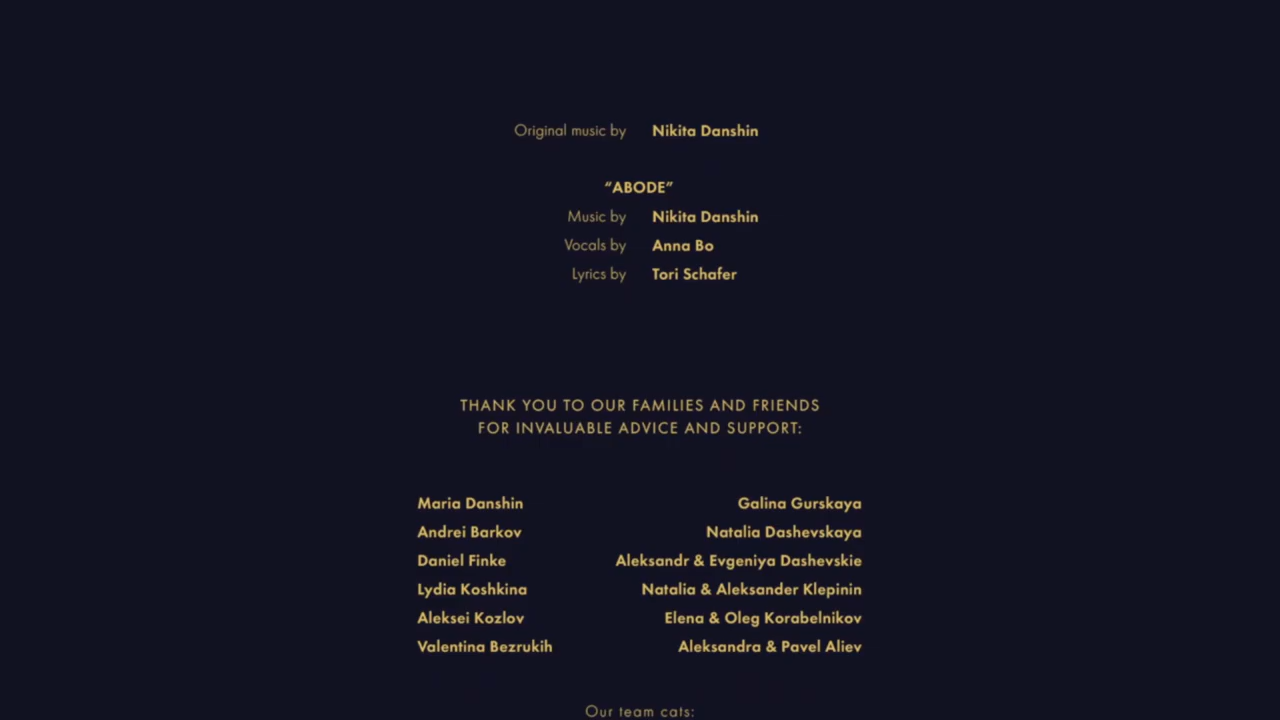 Original music by Nikita Danshin
“ABODE”
Music by Nikita Danshin
Vocals by Anna Bo
Lyrics by Tori Schafer
THANK YOU TO OUR FAMILIES AND FRIENDS
FOR INVALUABLE ADVICE AND SUPPORT:
Maria Danshin Galina Gurskaya
Andrei Barkov Natalia Dashevskaya
Daniel Finke Aleksandr & Evgeniya Dashevskie
Lydia Koshkina Natalia & Aleksander Klepinin
Aleksei Kozlov Elena & Oleg Korabelnikov
Valentina Bezrukih Aleksandra & Pavel Aliev
Our team cats: